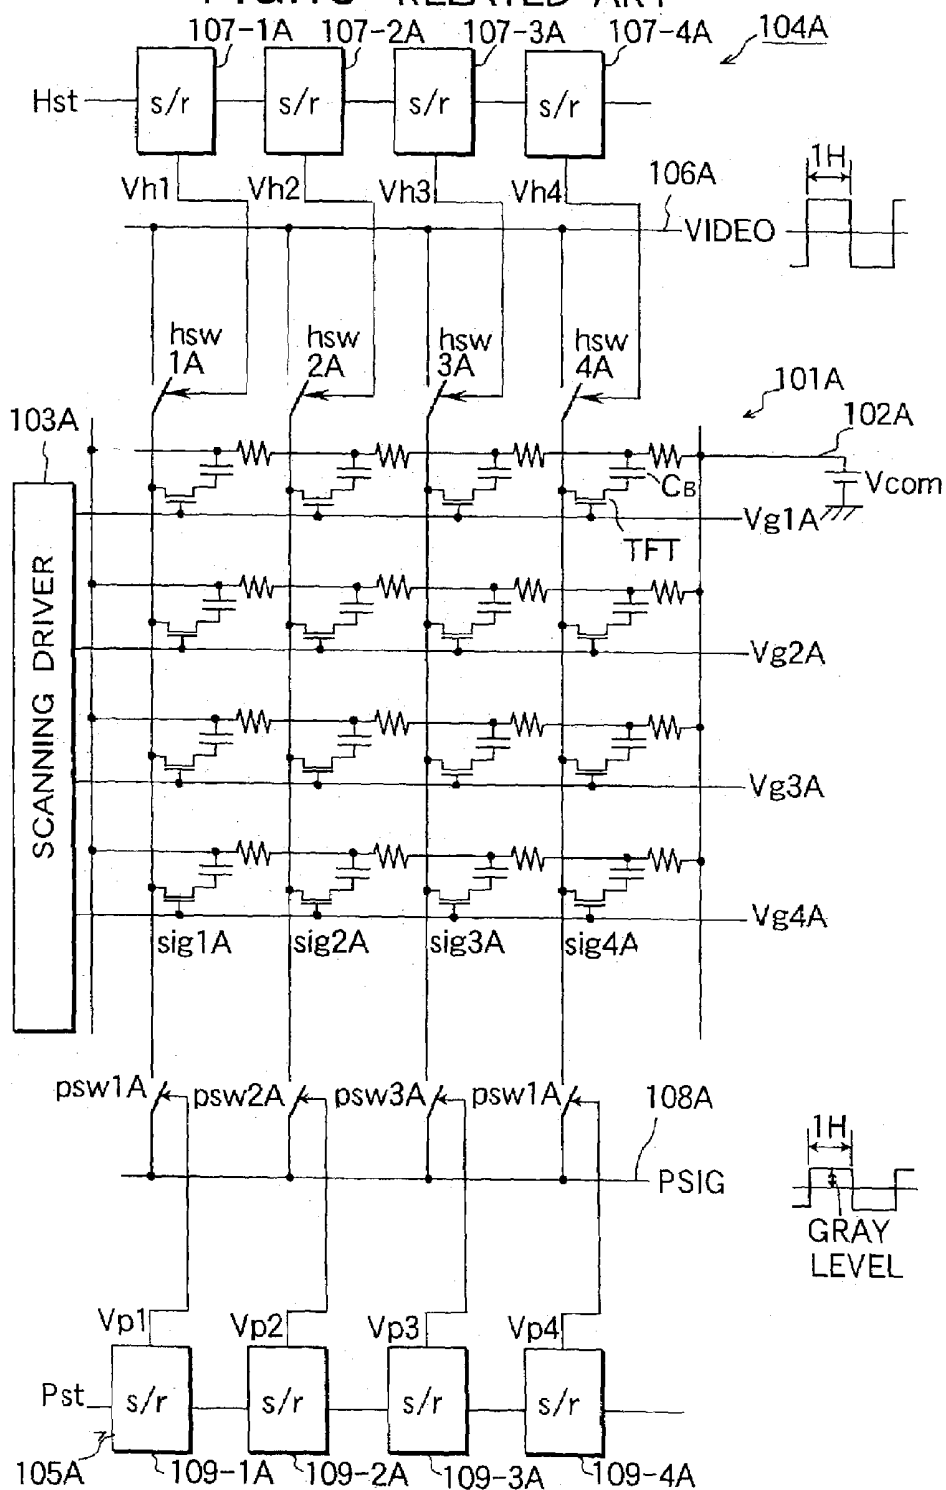 RELATED ART
107-1A 107-2A 107-3A 107-4A 104A
Hst s/r s/r s/r s/r
1H
Vh1 Vh2 Vh3 Vh4 106A
VIDEO
hsw 1A
hsw 2A
hsw 3A
hsw 4A
101A
103A
102A
CB
Vcom
Vg1A
TFT
SCANNING DRIVER
Vg2A
Vg3A
Vg4A
sig1A sig2A sig3A sig4A
psw1A psw2A psw3A psw1A 108A
1H
PSIG
GRAY
LEVEL
Vp1 Vp2 Vp3 Vp4
Pst s/r s/r s/r s/r
105A 109-1A 109-2A 109-3A 109-4A